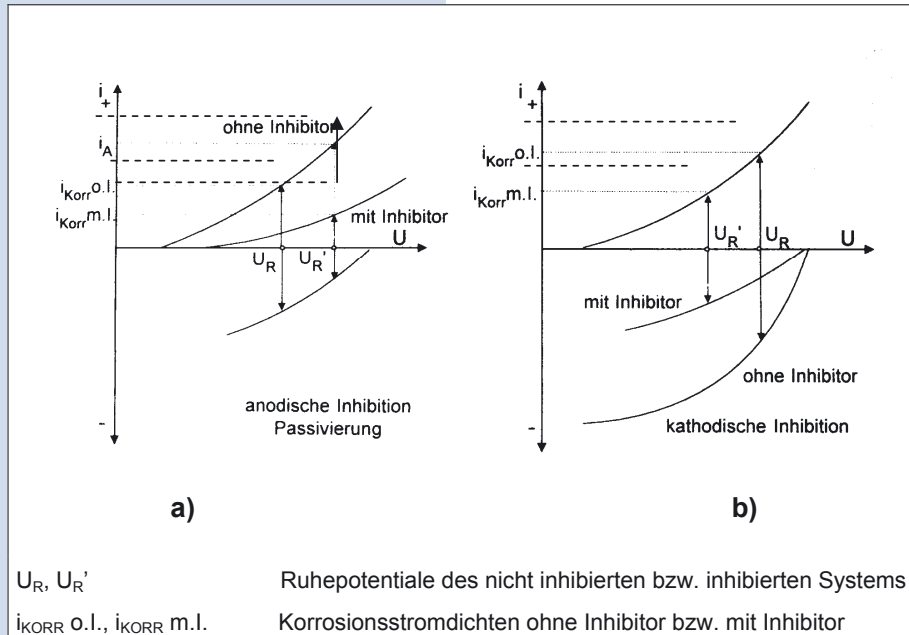 i
+
ohne Inhibitor
i_A
i_Korr o.I.
i_Korr m.I.
mit Inhibitor
U
U_R
U_R'
-
anodische Inhibition
Passivierung
a)
i
+
i_Korr o.I.
i_Korr m.I.
U
U_R'
U_R
mit Inhibitor
ohne Inhibitor
-
kathodische Inhibition
b)
U_R, U_R' Ruhepotentiale des nicht inhibierten bzw. inhibierten Systems
i_KORR o.I., i_KORR m.I. Korrosionsstromdichten ohne Inhibitor bzw. mit Inhibitor